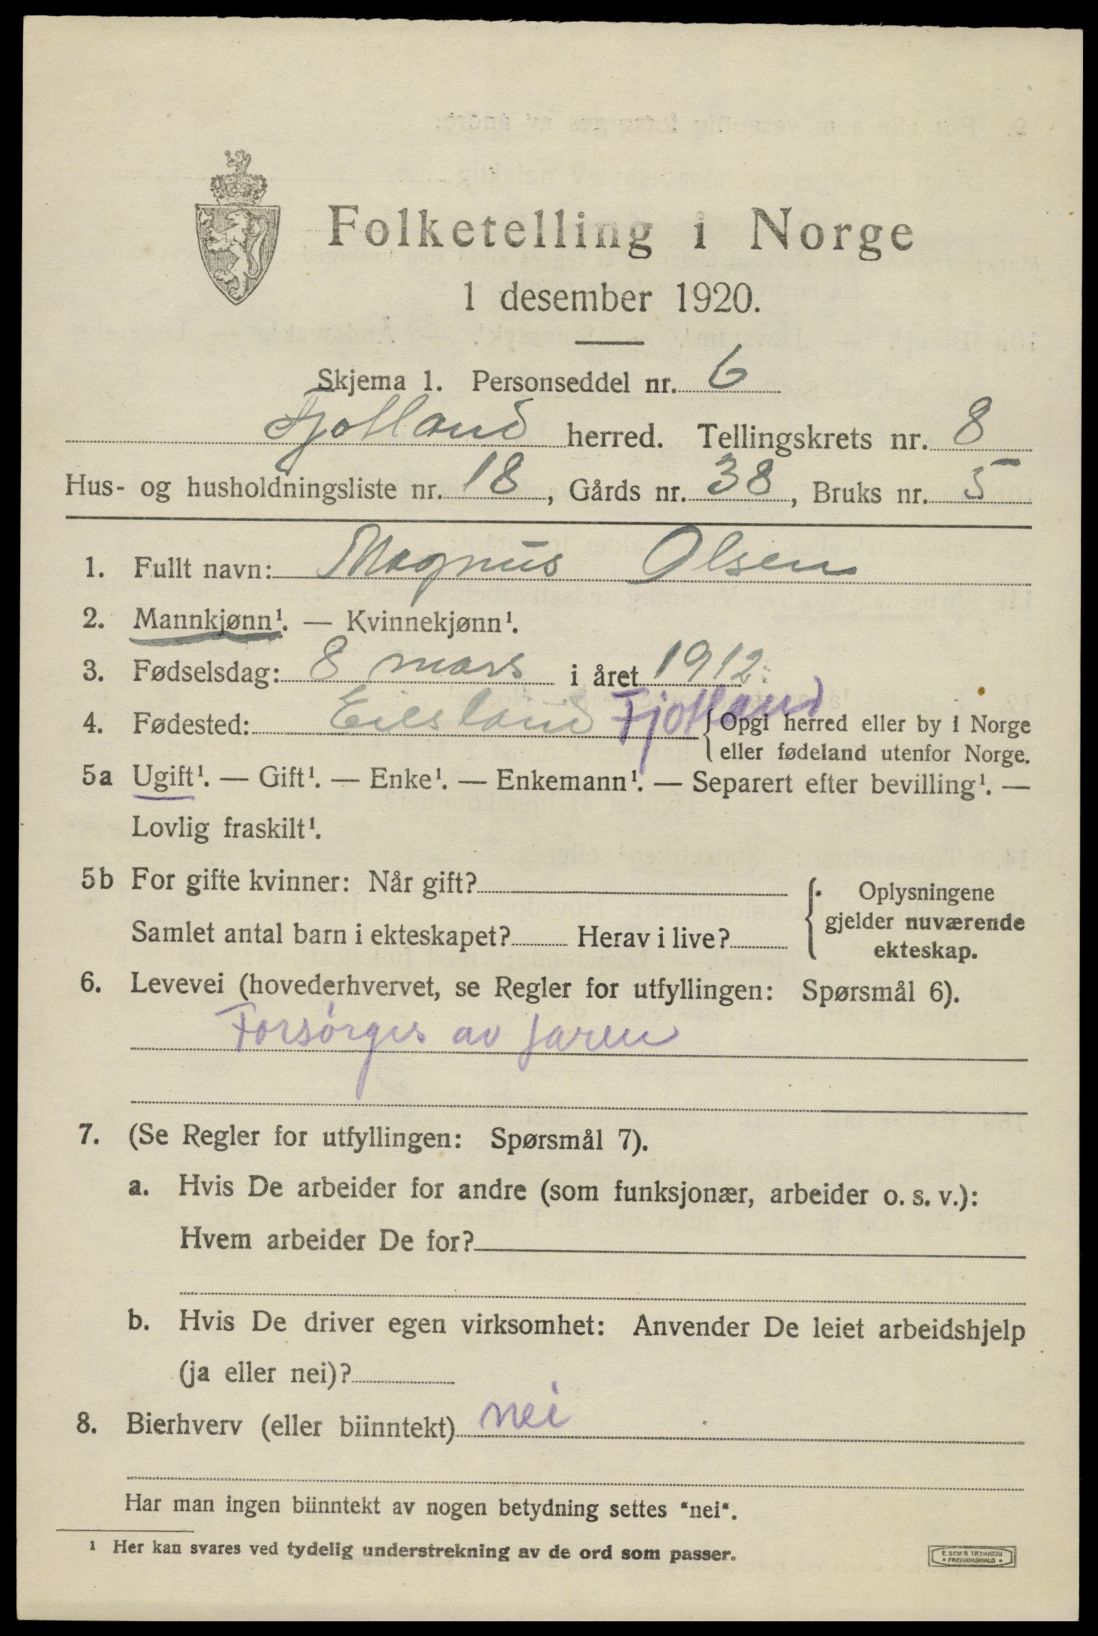 Folketelling i Norge
1 desember 1920.
Skjema 1. Personseddel nr. 6
Fjotland herred. Tellingskrets nr. 8
Hus- og husholdningsliste nr. 18, Gårds nr. 38, Bruks nr. 5
1. Fullt navn: Magnus Olsen
2. Mannkjønn¹. — Kvinnekjønn¹.
3. Fødselsdag: 8 mars i året 1912.
4. Fødested: Eilsland Fjotland {Opgi herred eller by i Norge
eller fødeland utenfor Norge.
5a Ugift¹. — Gift¹. — Enke¹. — Enkemann¹. — Separert efter bevilling¹. —
Lovlig fraskilt¹.
5b For gifte kvinner: Når gift? { Oplysningene
gjelder nuværende
Samlet antal barn i ekteskapet? Herav i live? ekteskap.
6. Levevei (hovederhvervet, se Regler for utfyllingen: Spørsmål 6).
Forsørges av faren
7. (Se Regler for utfyllingen: Spørsmål 7).
a. Hvis De arbeider for andre (som funksjonær, arbeider o. s. v.):
Hvem arbeider De for?
b. Hvis De driver egen virksomhet: Anvender De leiet arbeidshjelp
(ja eller nei)?
8. Bierhverv (eller biinntekt) nei
Har man ingen biinntekt av nogen betydning settes "nei".
¹ Her kan svares ved tydelig understrekning av de ord som passer.
E. SEM'S TRYKKERI
• FREDRIKSHALD •